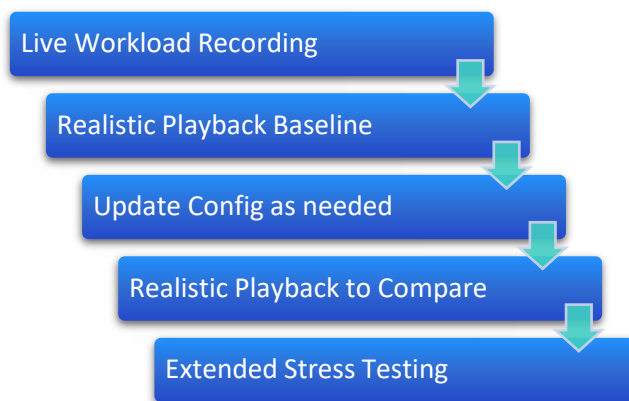 Live Workload Recording
Realistic Playback Baseline
Update Config as needed
Realistic Playback to Compare
Extended Stress Testing